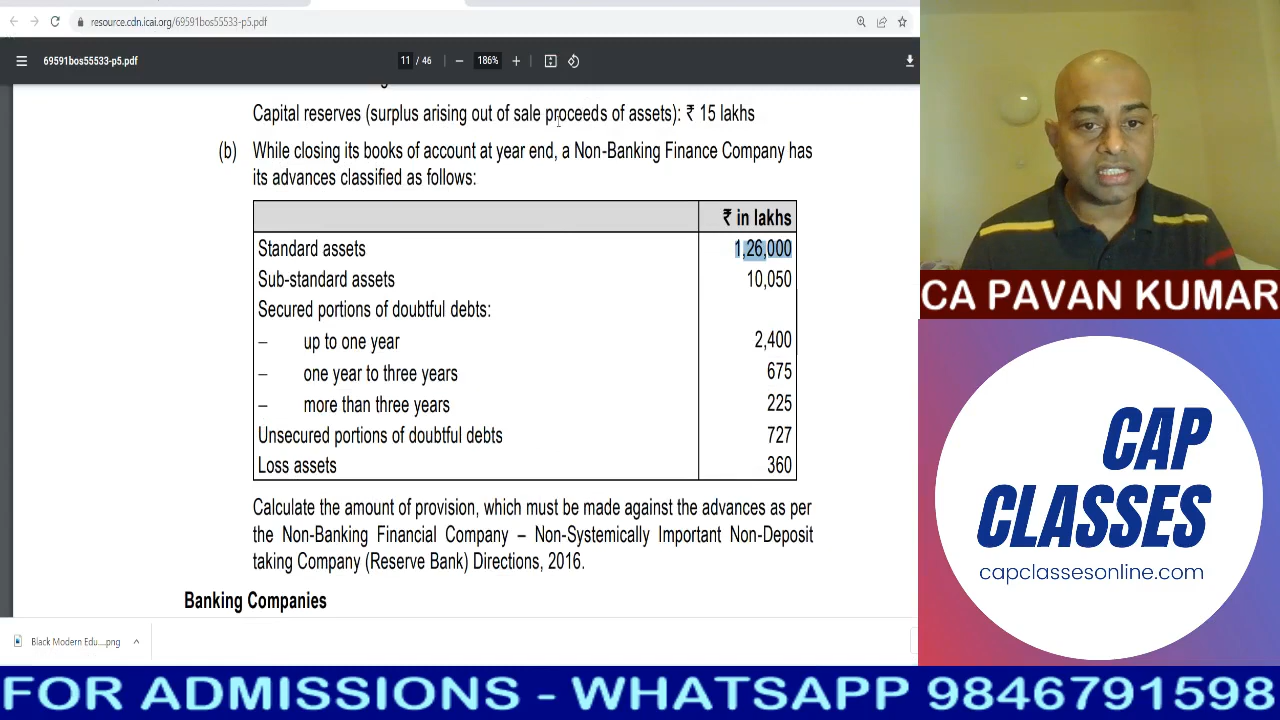 resource.cdn.icai.org/69591bos55533-p5.pdf
69591bos55533-p5.pdf
11 / 46
186%
Capital reserves (surplus arising out of sale proceeds of assets): ₹ 15 lakhs
(b) While closing its books of account at year end, a Non-Banking Finance Company has
its advances classified as follows:
₹ in lakhs
Standard assets 1,26,000
Sub-standard assets 10,050
Secured portions of doubtful debts:
– up to one year 2,400
– one year to three years 675
– more than three years 225
Unsecured portions of doubtful debts 727
Loss assets 360
Calculate the amount of provision, which must be made against the advances as per
the Non-Banking Financial Company – Non-Systemically Important Non-Deposit
taking Company (Reserve Bank) Directions, 2016.
Banking Companies
Black Modern Edu....png
CA PAVAN KUMAR
CAP
CLASSES
capclassesonline.com
FOR ADMISSIONS - WHATSAPP 9846791598